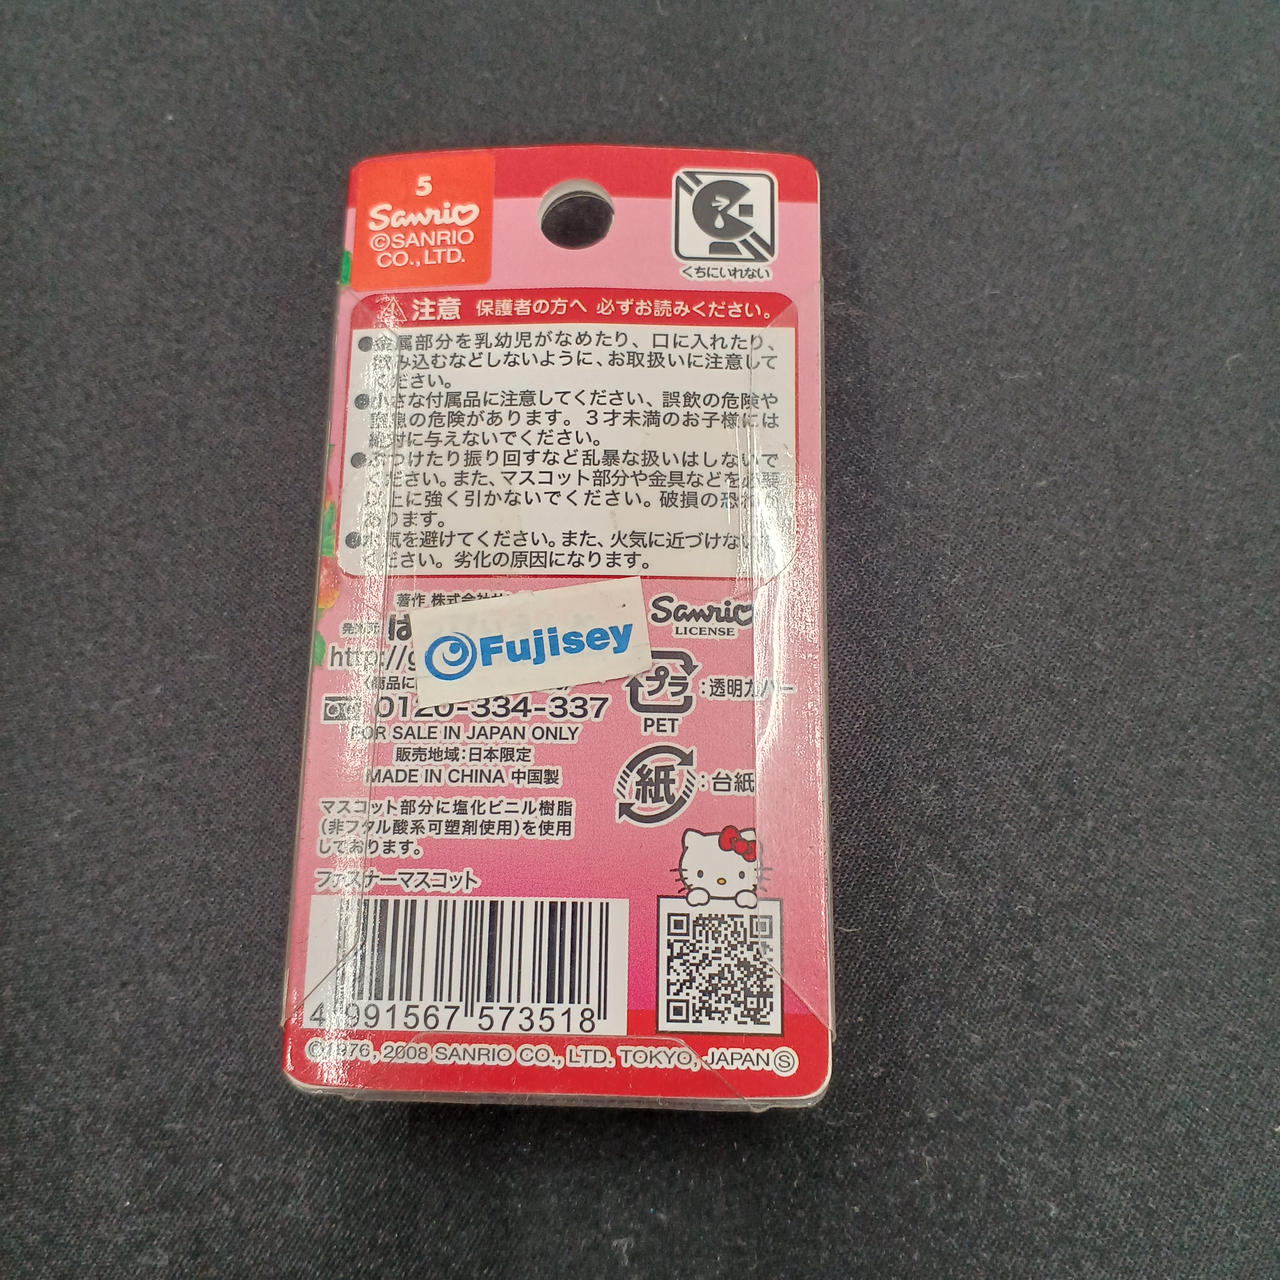 5
Sanrio
©SANRIO
CO.,LTD.
くちにいれない
注意 保護者の方へ 必ずお読みください。
●金属部分を乳幼児がなめたり、口に入れたり、
飲み込むなどしないように、お取扱いに注意して
ください。
●小さな付属品に注意してください、誤飲の危険や
窒息の危険があります。3才未満のお子様には
絶対に与えないでください。
●ぶつけたり振り回すなど乱暴な扱いはしないで
ください。また、マスコット部分や金具などを必要
以上に強く引かないでください。破損の恐れが
あります。
●水気を避けてください。また、火気に近づけない
ください。劣化の原因になります。
著作 株式会社
発売元 は
http://g
Fujisey
Sanrio
LICENSE
(商品に
プラ:透明カバー
PET
0120-334-337
FOR SALE IN JAPAN ONLY
販売地域:日本限定
MADE IN CHINA 中国製
紙:台紙
マスコット部分に塩化ビニル樹脂
(非フタル酸系可塑剤使用)を使用
しております。
ファスナーマスコット
4 991567 573518
©1976, 2008 SANRIO CO., LTD. TOKYO, JAPAN Ⓢ